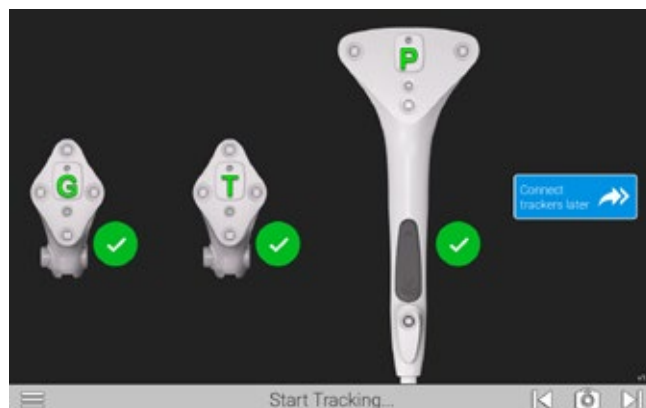 G
T
P
Connect
trackers later
Start Tracking...